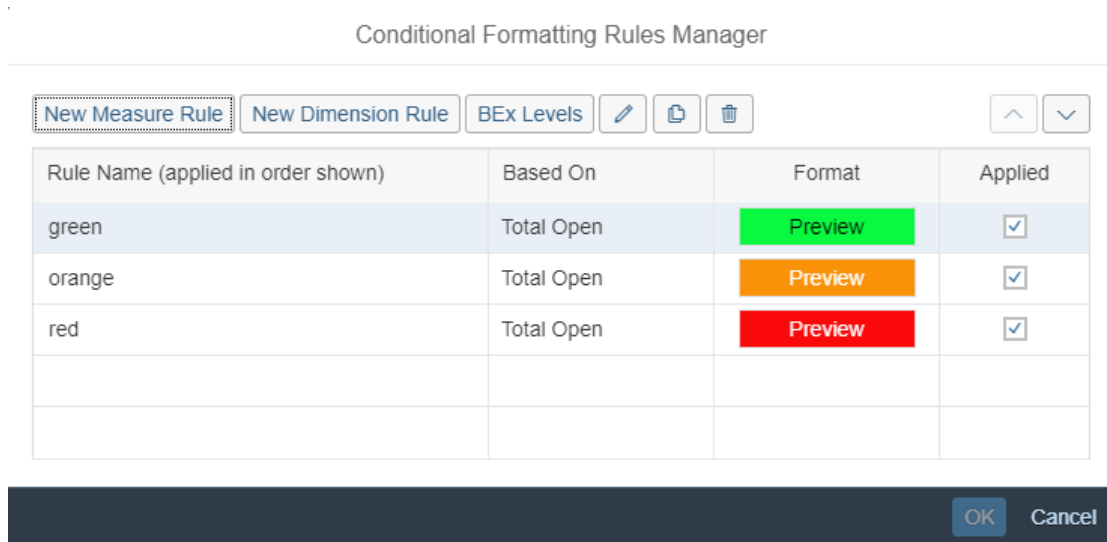 Conditional Formatting Rules Manager
New Measure Rule New Dimension Rule BEx Levels
Rule Name (applied in order shown) Based On Format Applied
green Total Open Preview
orange Total Open Preview
red Total Open Preview
OK Cancel